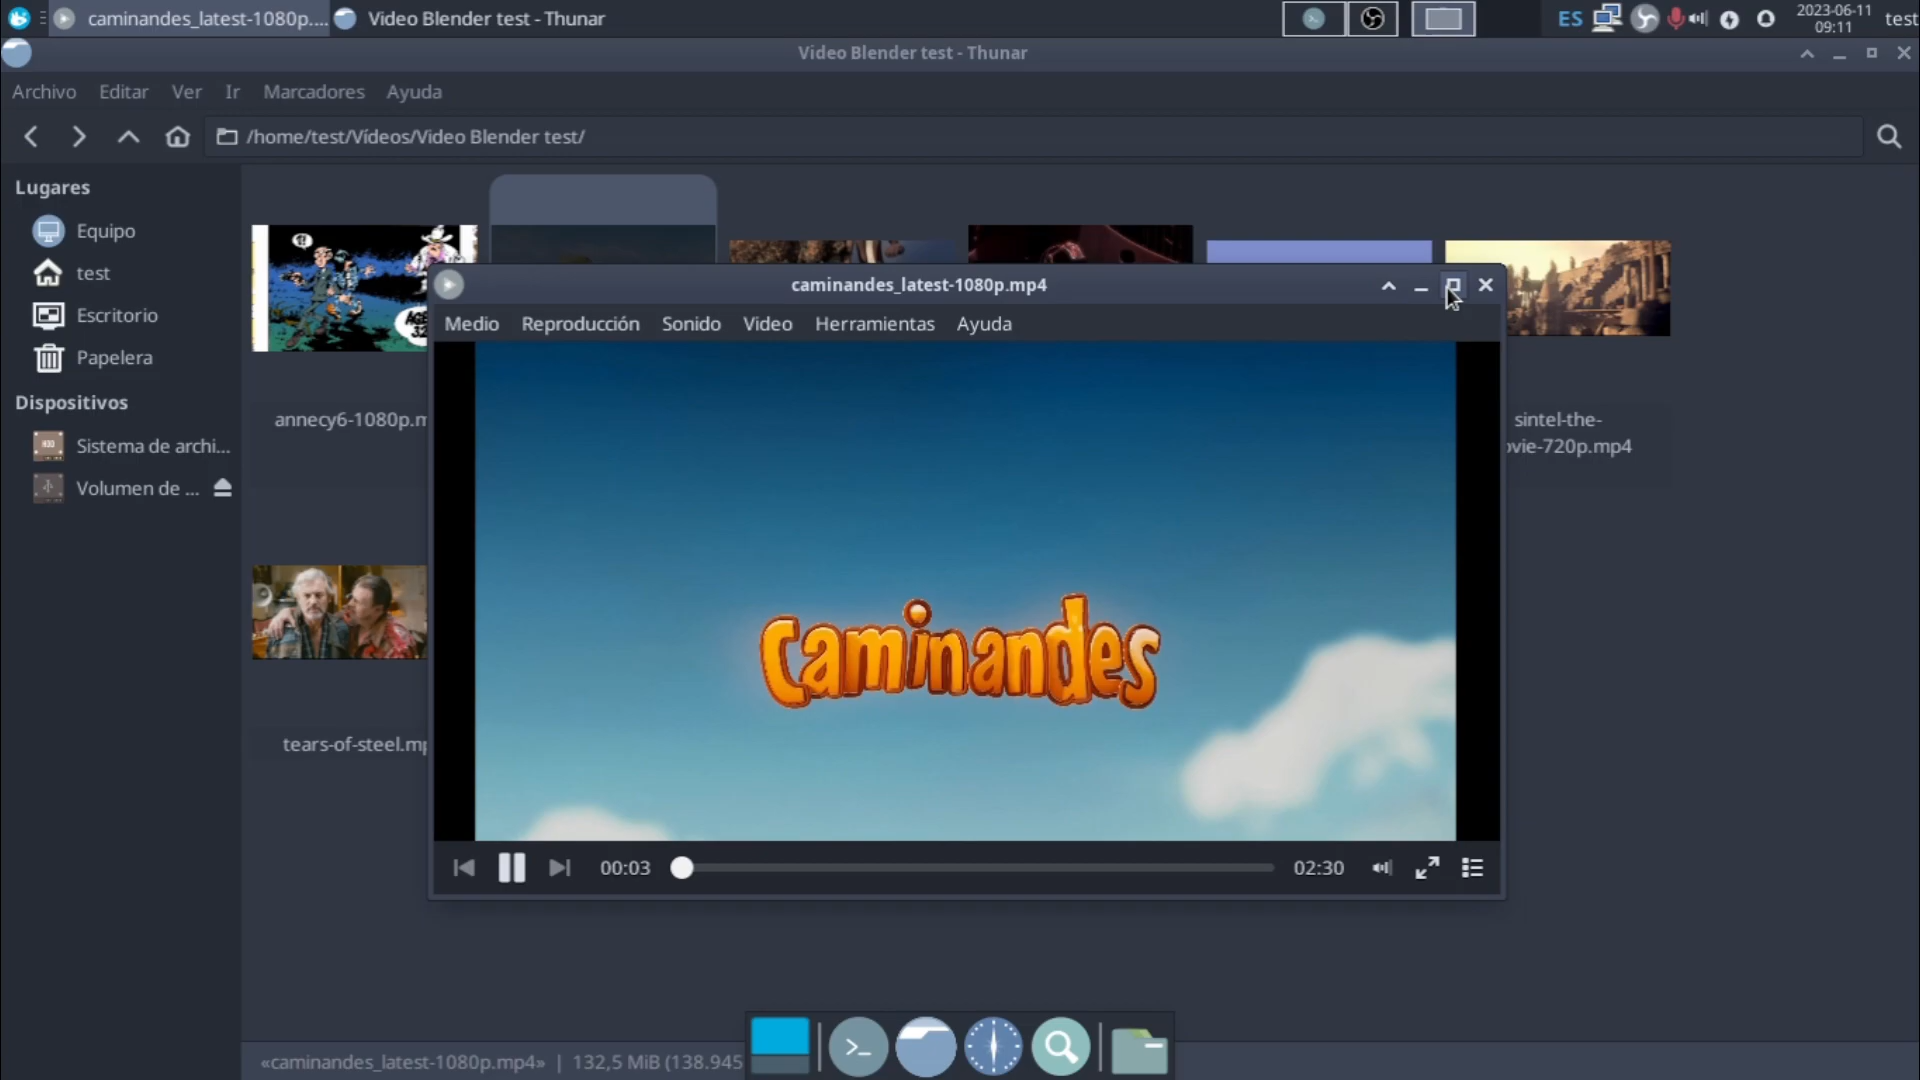 caminandes_latest-1080p....
Video Blender test - Thunar
ES
2023-06-11
09:11
test
Video Blender test - Thunar
Archivo Editar Ver Ir Marcadores Ayuda
/home/test/Vídeos/Video Blender test/
Lugares
Equipo
test
Escritorio
Papelera
Dispositivos
Sistema de archi...
Volumen de ...
annecy6-1080p.m
sintel-the-
ovie-720p.mp4
tears-of-steel.mp
caminandes_latest-1080p.mp4
Medio Reproducción Sonido Video Herramientas Ayuda
Caminandes
00:03
02:30
«caminandes_latest-1080p.mp4» | 132,5 MiB (138.945